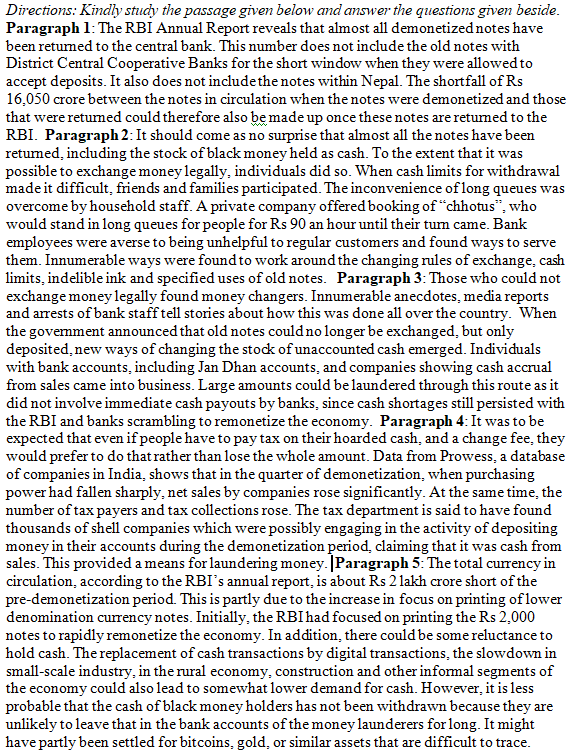 Directions: Kindly study the passage given below and answer the questions given beside.
Paragraph 1: The RBI Annual Report reveals that almost all demonetized notes have
been returned to the central bank. This number does not include the old notes with
District Central Cooperative Banks for the short window when they were allowed to
accept deposits. It also does not include the notes within Nepal. The shortfall of Rs
16,050 crore between the notes in circulation when the notes were demonetized and those
that were returned could therefore also be made up once these notes are returned to the
RBI. Paragraph 2: It should come as no surprise that almost all the notes have been
returned, including the stock of black money held as cash. To the extent that it was
possible to exchange money legally, individuals did so. When cash limits for withdrawal
made it difficult, friends and families participated. The inconvenience of long queues was
overcome by household staff. A private company offered booking of “chhotus”, who
would stand in long queues for people for Rs 90 an hour until their turn came. Bank
employees were averse to being unhelpful to regular customers and found ways to serve
them. Innumerable ways were found to work around the changing rules of exchange, cash
limits, indelible ink and specified uses of old notes. Paragraph 3: Those who could not
exchange money legally found money changers. Innumerable anecdotes, media reports
and arrests of bank staff tell stories about how this was done all over the country. When
the government announced that old notes could no longer be exchanged, but only
deposited, new ways of changing the stock of unaccounted cash emerged. Individuals
with bank accounts, including Jan Dhan accounts, and companies showing cash accrual
from sales came into business. Large amounts could be laundered through this route as it
did not involve immediate cash payouts by banks, since cash shortages still persisted with
the RBI and banks scrambling to remonetize the economy. Paragraph 4: It was to be
expected that even if people have to pay tax on their hoarded cash, and a change fee, they
would prefer to do that rather than lose the whole amount. Data from Prowess, a database
of companies in India, shows that in the quarter of demonetization, when purchasing
power had fallen sharply, net sales by companies rose significantly. At the same time, the
number of tax payers and tax collections rose. The tax department is said to have found
thousands of shell companies which were possibly engaging in the activity of depositing
money in their accounts during the demonetization period, claiming that it was cash from
sales. This provided a means for laundering money. Paragraph 5: The total currency in
circulation, according to the RBI’s annual report, is about Rs 2 lakh crore short of the
pre-demonetization period. This is partly due to the increase in focus on printing of lower
denomination currency notes. Initially, the RBI had focused on printing the Rs 2,000
notes to rapidly remonetize the economy. In addition, there could be some reluctance to
hold cash. The replacement of cash transactions by digital transactions, the slowdown in
small-scale industry, in the rural economy, construction and other informal segments of
the economy could also lead to somewhat lower demand for cash. However, it is less
probable that the cash of black money holders has not been withdrawn because they are
unlikely to leave that in the bank accounts of the money launderers for long. It might
have partly been settled for bitcoins, gold, or similar assets that are difficult to trace.